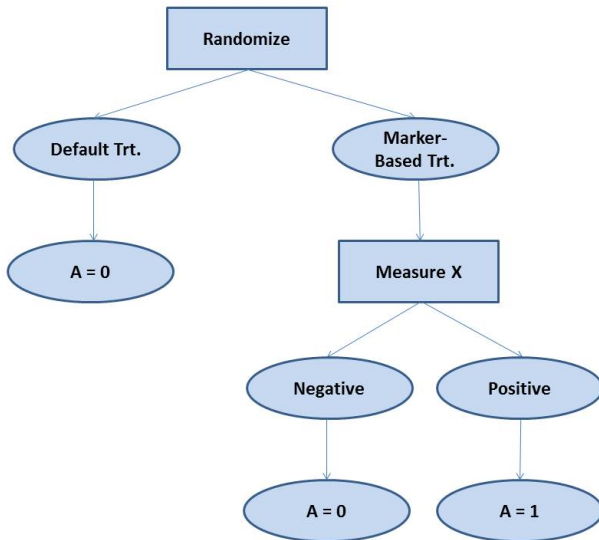 Randomize
Default Trt.
Marker-
Based Trt.
A = 0
Measure X
Negative
Positive
A = 0
A = 1